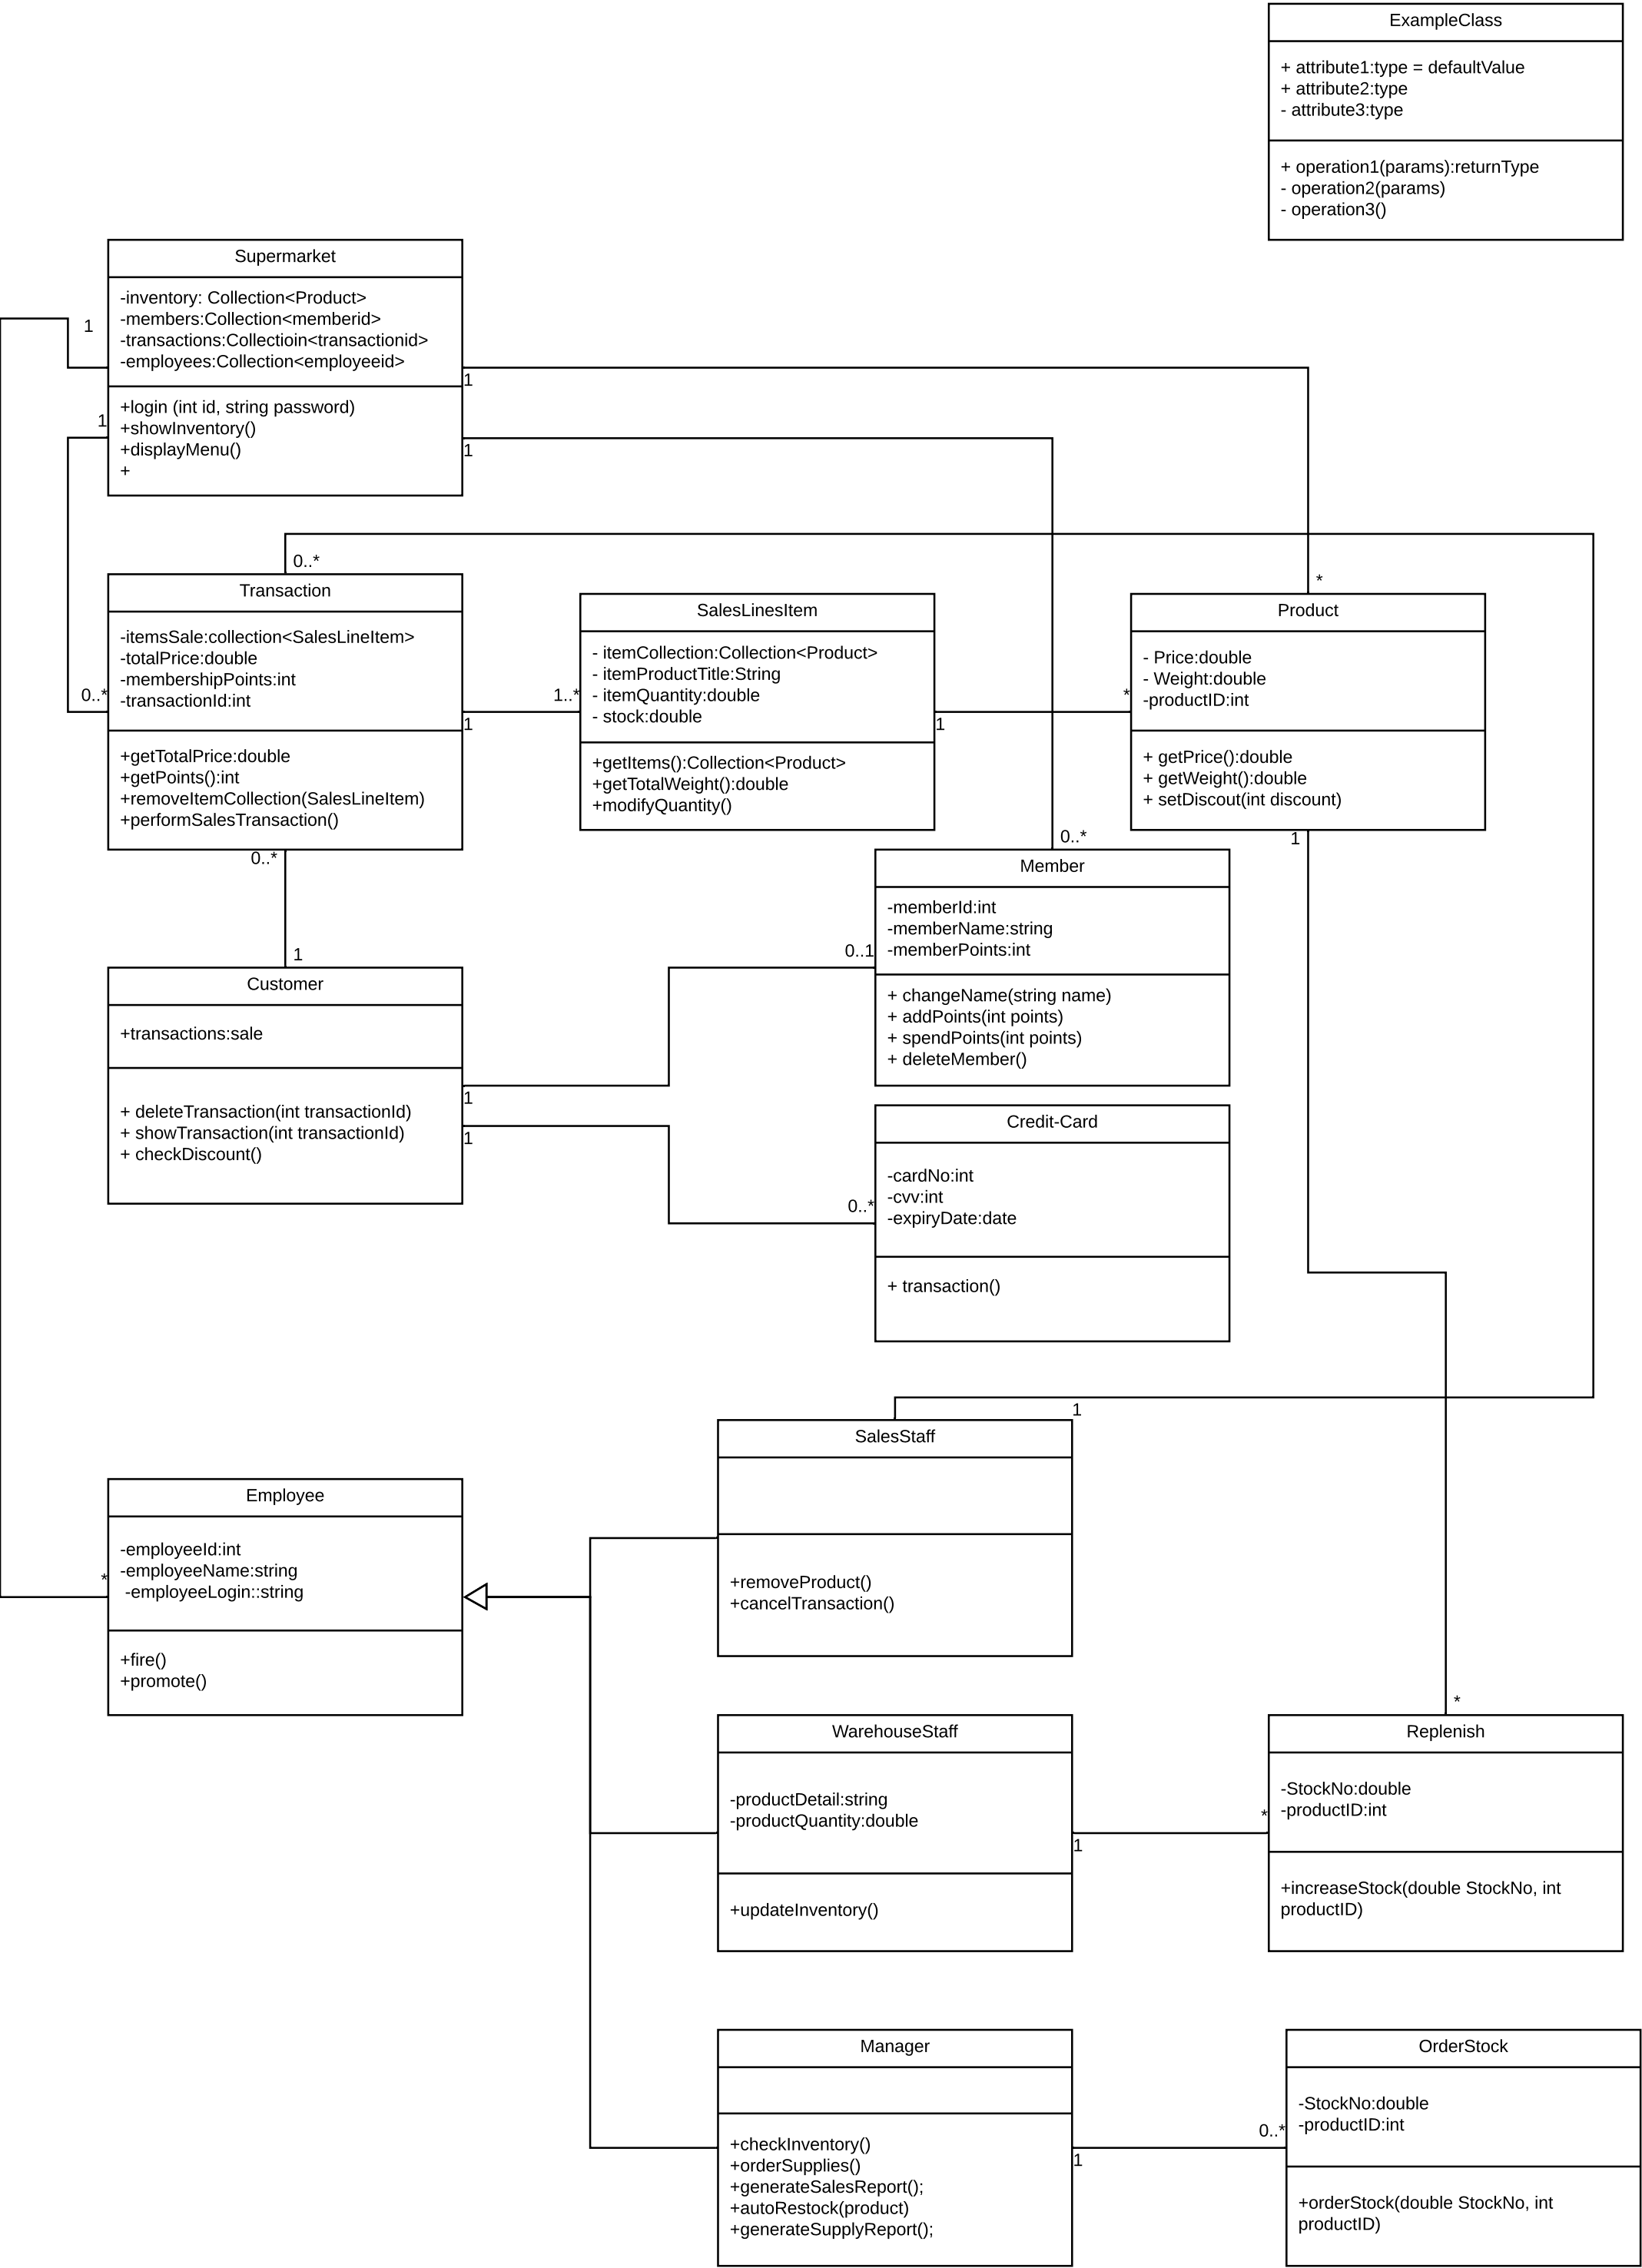 ExampleClass
+ attribute1:type = defaultValue
+ attribute2:type
- attribute3:type
+ operation1(params):returnType
- operation2(params)
- operation3()
Supermarket
-inventory: Collection<Product>
-members:Collection<memberid>
-transactions:Collectioin<transactionid>
-employees:Collection<employeeid>
+login (int id, string password)
+showInventory()
+displayMenu()
+
1
1
1
1
0..*
Transaction
-itemsSale:collection<SalesLineItem>
-totalPrice:double
-membershipPoints:int
-transactionId:int
+getTotalPrice:double
+getPoints():int
+removeItemCollection(SalesLineItem)
+performSalesTransaction()
0..*
1
1..*
SalesLinesItem
- itemCollection:Collection<Product>
- itemProductTitle:String
- itemQuantity:double
- stock:double
+getItems():Collection<Product>
+getTotalWeight():double
+modifyQuantity()
1
*
*
Product
- Price:double
- Weight:double
-productID:int
+ getPrice():double
+ getWeight():double
+ setDiscout(int discount)
1
0..*
0..*
1
Member
-memberId:int
-memberName:string
-memberPoints:int
+ changeName(string name)
+ addPoints(int points)
+ spendPoints(int points)
+ deleteMember()
0..1
Customer
+transactions:sale
+ deleteTransaction(int transactionId)
+ showTransaction(int transactionId)
+ checkDiscount()
1
1
0..*
Credit-Card
-cardNo:int
-cvv:int
-expiryDate:date
+ transaction()
1
SalesStaff
+removeProduct()
+cancelTransaction()
Employee
-employeeId:int
-employeeName:string
-employeeLogin::string
+fire()
+promote()
*
WarehouseStaff
-productDetail:string
-productQuantity:double
+updateInventory()
1
*
*
Replenish
-StockNo:double
-productID:int
+increaseStock(double StockNo, int
productID)
Manager
+checkInventory()
+orderSupplies()
+generateSalesReport();
+autoRestock(product)
+generateSupplyReport();
1
0..*
OrderStock
-StockNo:double
-productID:int
+orderStock(double StockNo, int
productID)